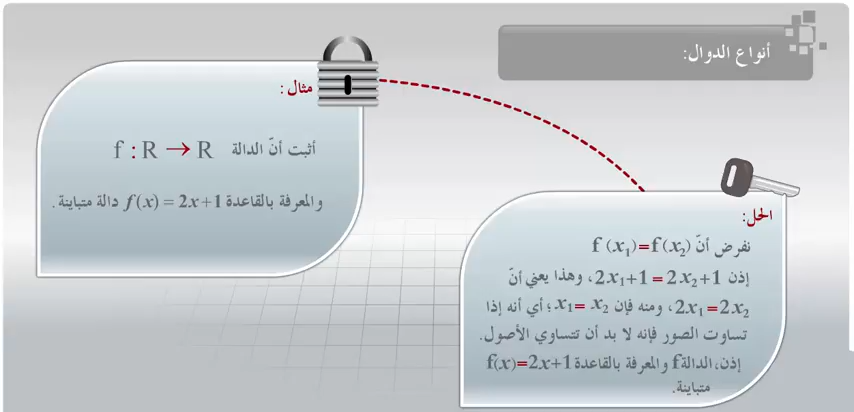 أنواع الدوال:
مثال:
أثبت أنّ الدالة f : R → R
والمعرفة بالقاعدة f(x) = 2x+1 دالة متباينة.
الحل:
نفرض أنّ f (x₁)=f(x₂)
إذن 2x₁+1 = 2x₂+1، وهذا يعني أنّ
2x₁=2x₂، ومنه فإن x₁= x₂؛ أي أنه إذا
تساوت الصور فإنه لا بد أن تتساوي الأصول.
إذن، الدالة f والمعرفة بالقاعدة f(x)=2x+1
متباينة.